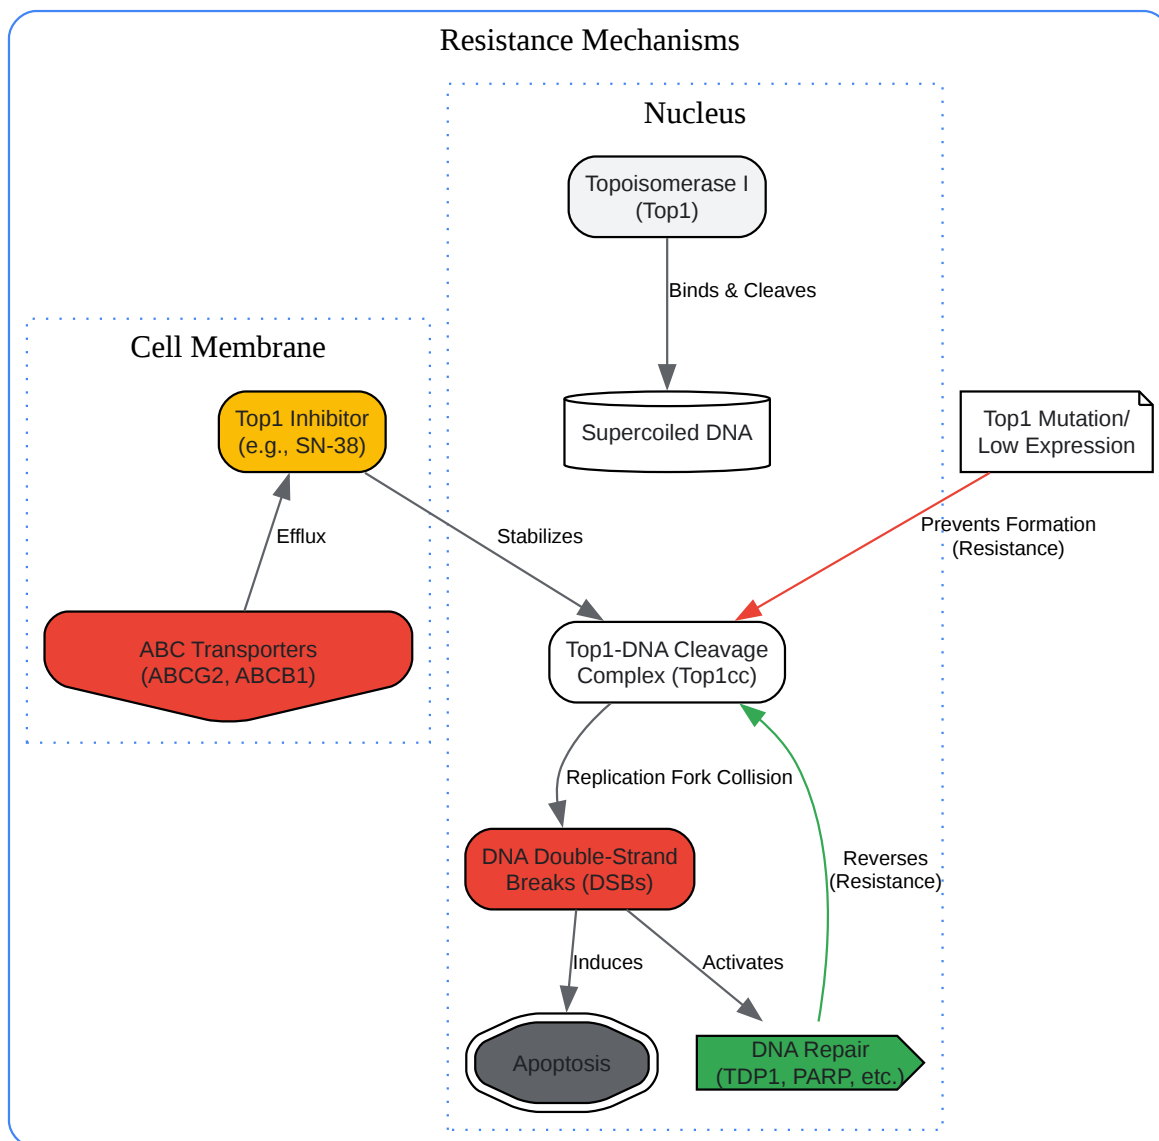 Resistance Mechanisms
Nucleus
Topoisomerase I
(Top1)
Binds & Cleaves
Cell Membrane
Top1 Inhibitor
(e.g., SN-38)
Supercoiled DNA
Top1 Mutation/
Low Expression
Efflux
Stabilizes
Prevents Formation
(Resistance)
ABC Transporters
(ABCG2, ABCB1)
Top1-DNA Cleavage
Complex (Top1cc)
Replication Fork Collision
DNA Double-Strand
Breaks (DSBs)
Reverses
(Resistance)
Induces
Activates
Apoptosis
DNA Repair
(TDP1, PARP, etc.)